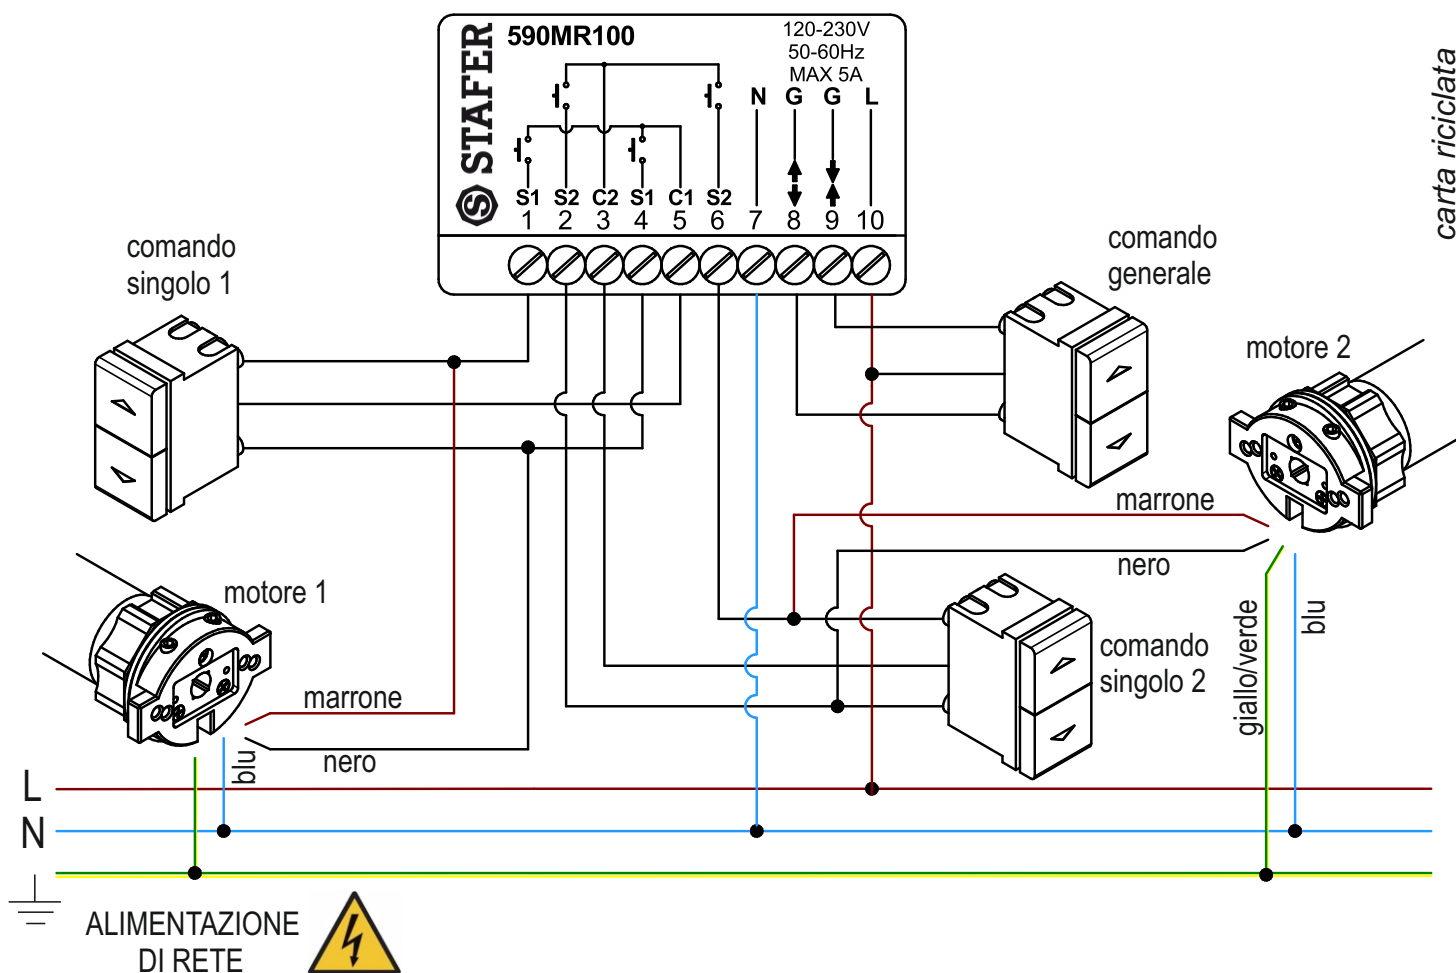 STAFER
590MR100
120-230V
50-60Hz
MAX 5A
N G G L
S1 S2 C2 S1 C1 S2
1 2 3 4 5 6 7 8 9 10
carta riciclata
comando
singolo 1
comando
generale
motore 2
marrone
nero
motore 1
comando
singolo 2
giallo/verde
blu
marrone
nero
blu
L
N
ALIMENTAZIONE
DI RETE